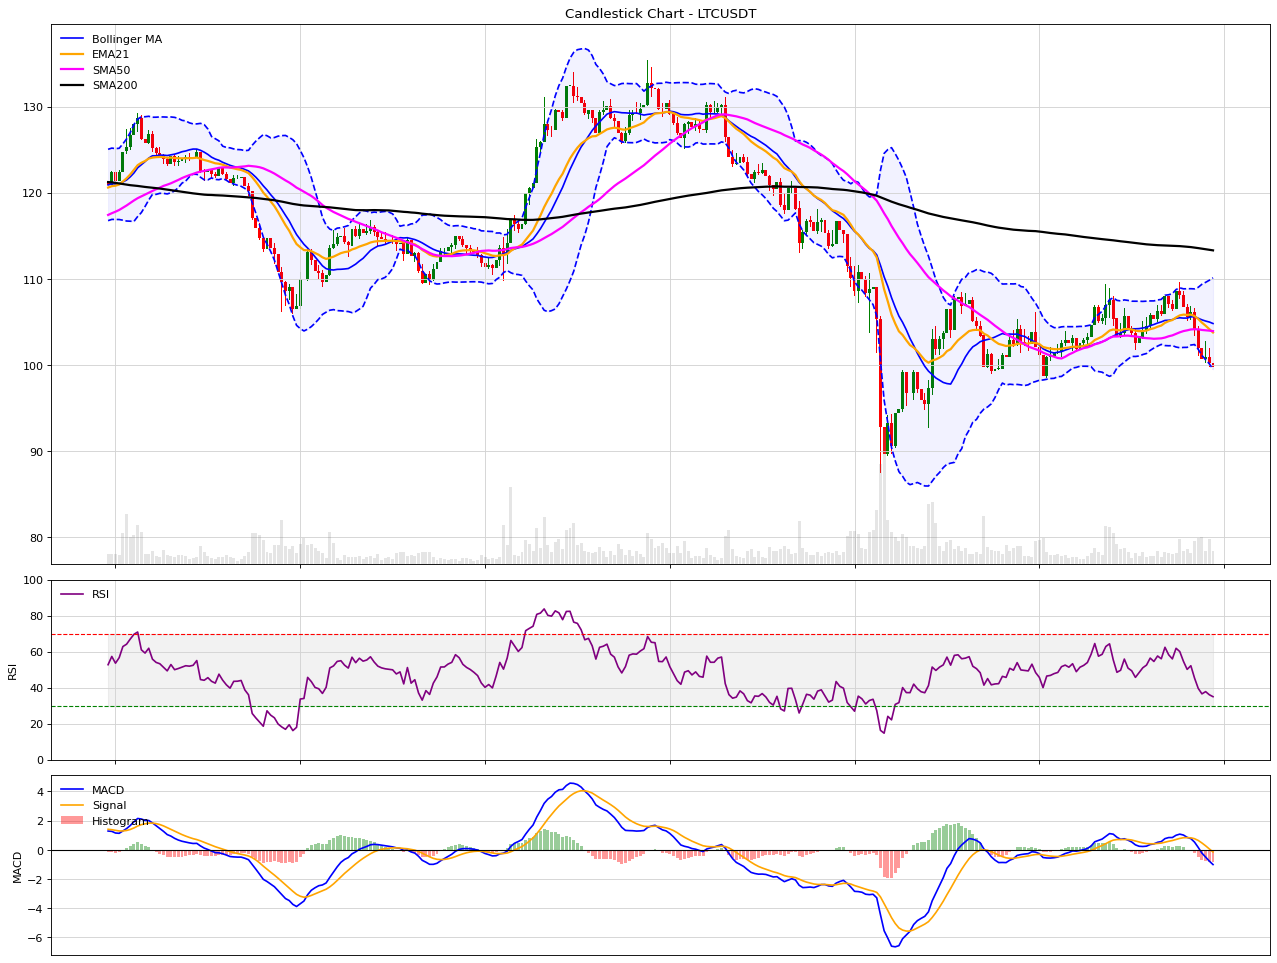 Candlestick Chart - LTCUSDT
Bollinger MA
EMA21
SMA50
SMA200
130
120
110
100
90
80
100
80
60
40
20
0
RSI
RSI
4
2
0
−2
−4
−6
MACD
MACD
Signal
Histogram